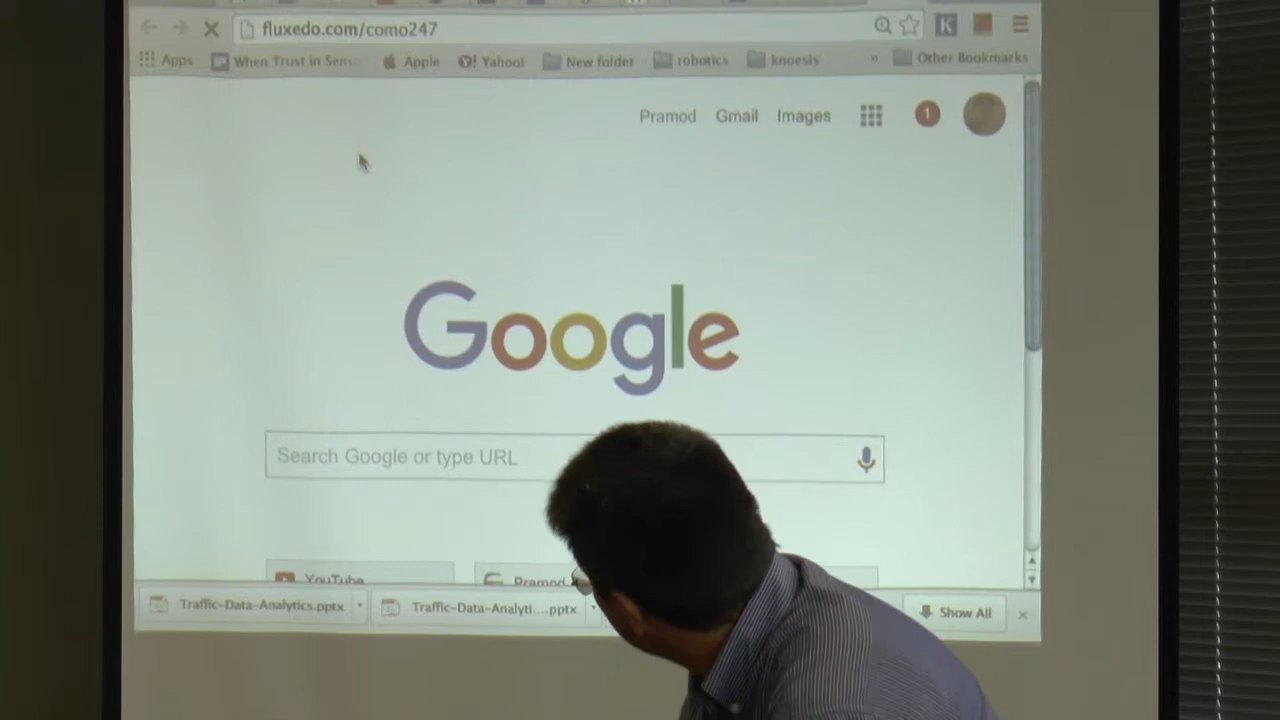 fluxedo.com/como247
K
Apps When Trust in Sens Apple Yahoo! New folder robotics knoesis » Other Bookmarks
Pramod Gmail Images 1
Google
Search Google or type URL
YouTube Pramod
Traffic-Data-Analytics.pptx Traffic-Data-Analyti....pptx Show All